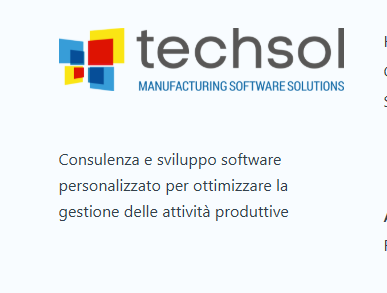 techsol
MANUFACTURING SOFTWARE SOLUTIONS
Consulenza e sviluppo software
personalizzato per ottimizzare la
gestione delle attività produttive